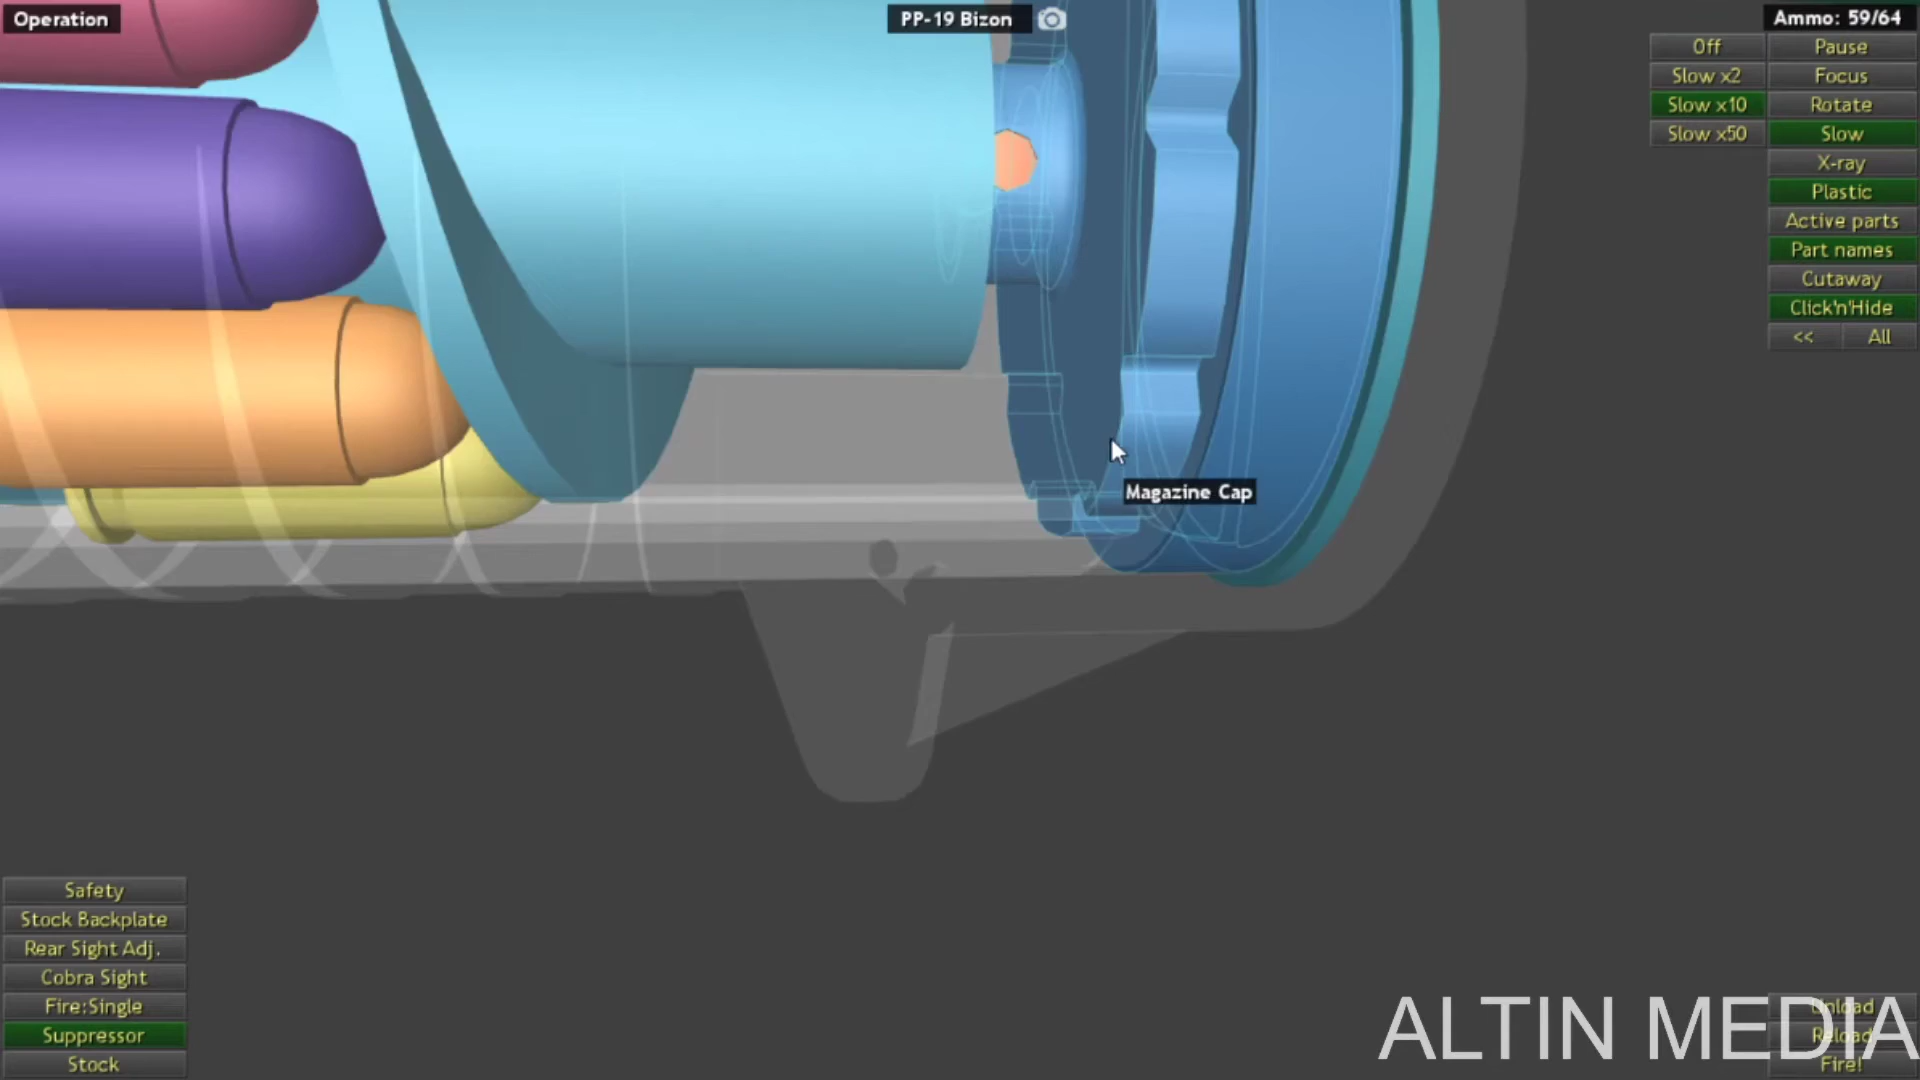 Operation
PP-19 Bizon
Ammo: 59/64
Off
Pause
Slow x2
Focus
Slow x10
Rotate
Slow x50
Slow
X-ray
Plastic
Active parts
Part names
Cutaway
Click'n'Hide
<<
All
Magazine Cap
Safety
Stock Backplate
Rear Sight Adj.
Cobra Sight
Fire:Single
Suppressor
Stock
Unload
Reload
Fire!
ALTIN MEDIA